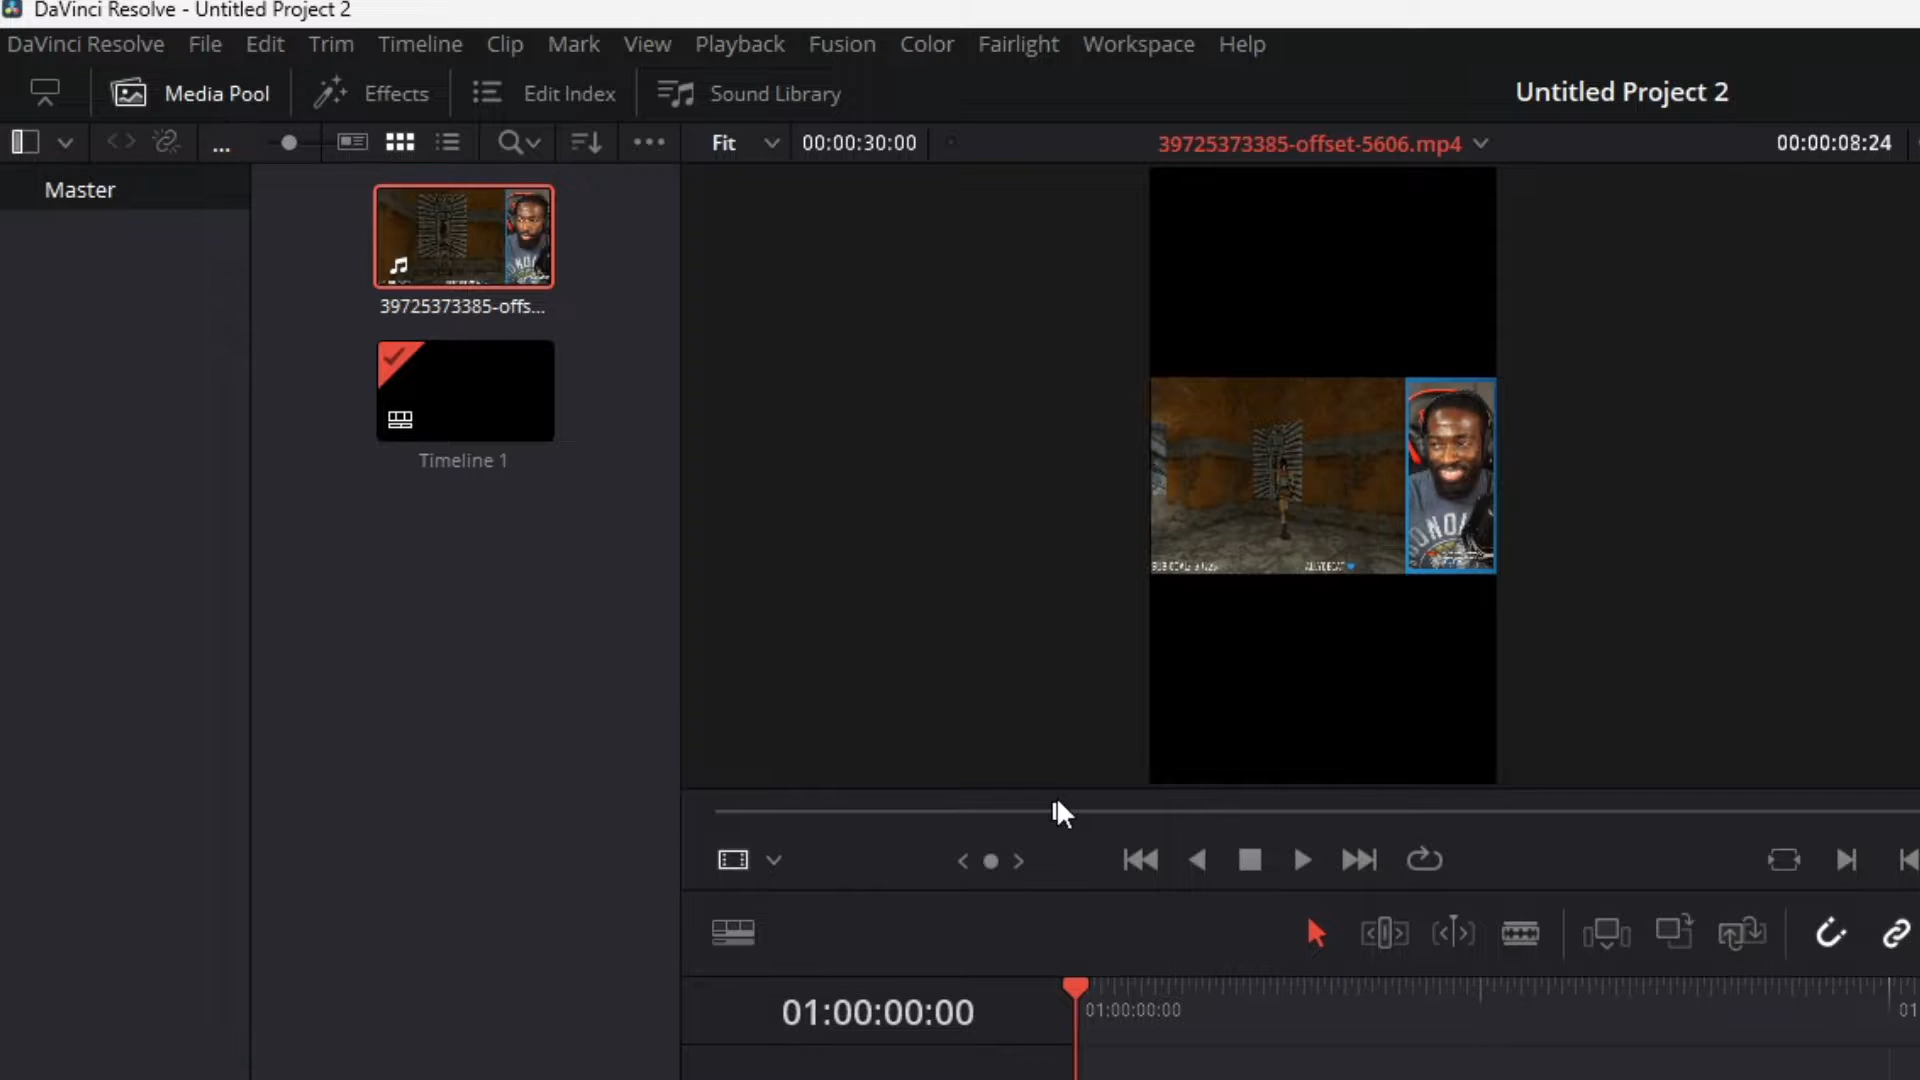 DaVinci Resolve - Untitled Project 2
DaVinci Resolve File Edit Trim Timeline Clip Mark View Playback Fusion Color Fairlight Workspace Help
Media Pool Effects Edit Index Sound Library Untitled Project 2
... Fit 00:00:30:00 39725373385-offset-5606.mp4 00:00:08:24
Master
39725373385-offs...
Timeline 1
01:00:00:00 01:00:00:00 01